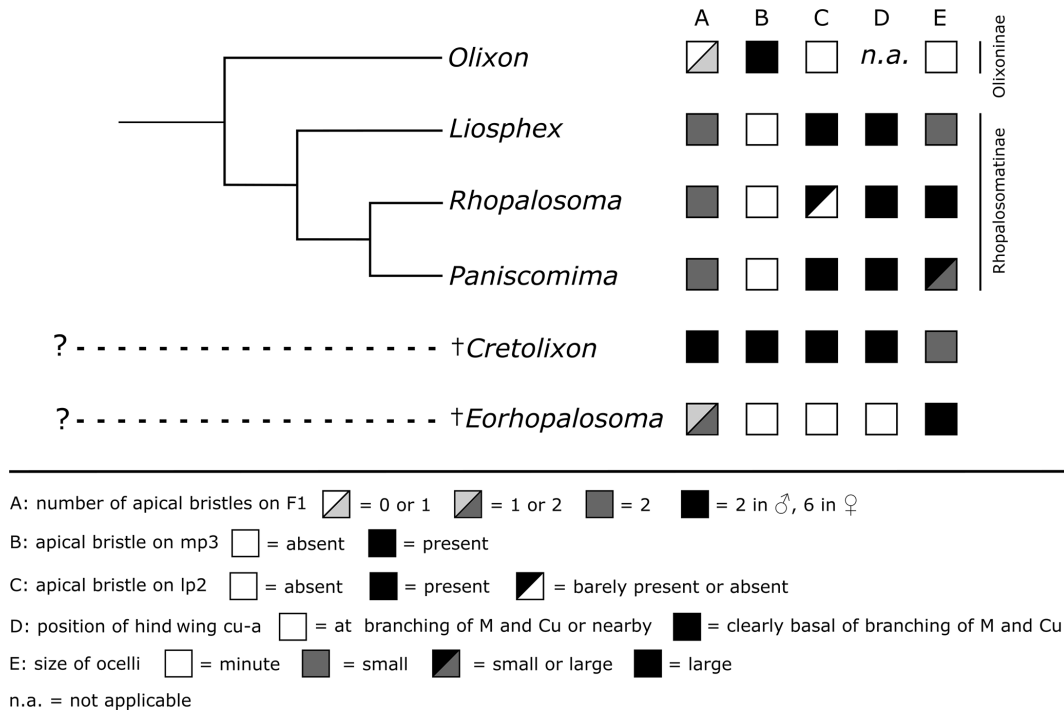 A B C D E
Olixon n.a. Olixoninae
Liosphex
Rhopalosoma
Paniscomima
Rhopalosomatinae
? †Cretolixon
? †Eorhopalosoma
A: number of apical bristles on F1 = 0 or 1 = 1 or 2 = 2 = 2 in ♂, 6 in ♀
B: apical bristle on mp3 = absent = present
C: apical bristle on lp2 = absent = present = barely present or absent
D: position of hind wing cu-a = at branching of M and Cu or nearby = clearly basal of branching of M and Cu
E: size of ocelli = minute = small = small or large = large
n.a. = not applicable